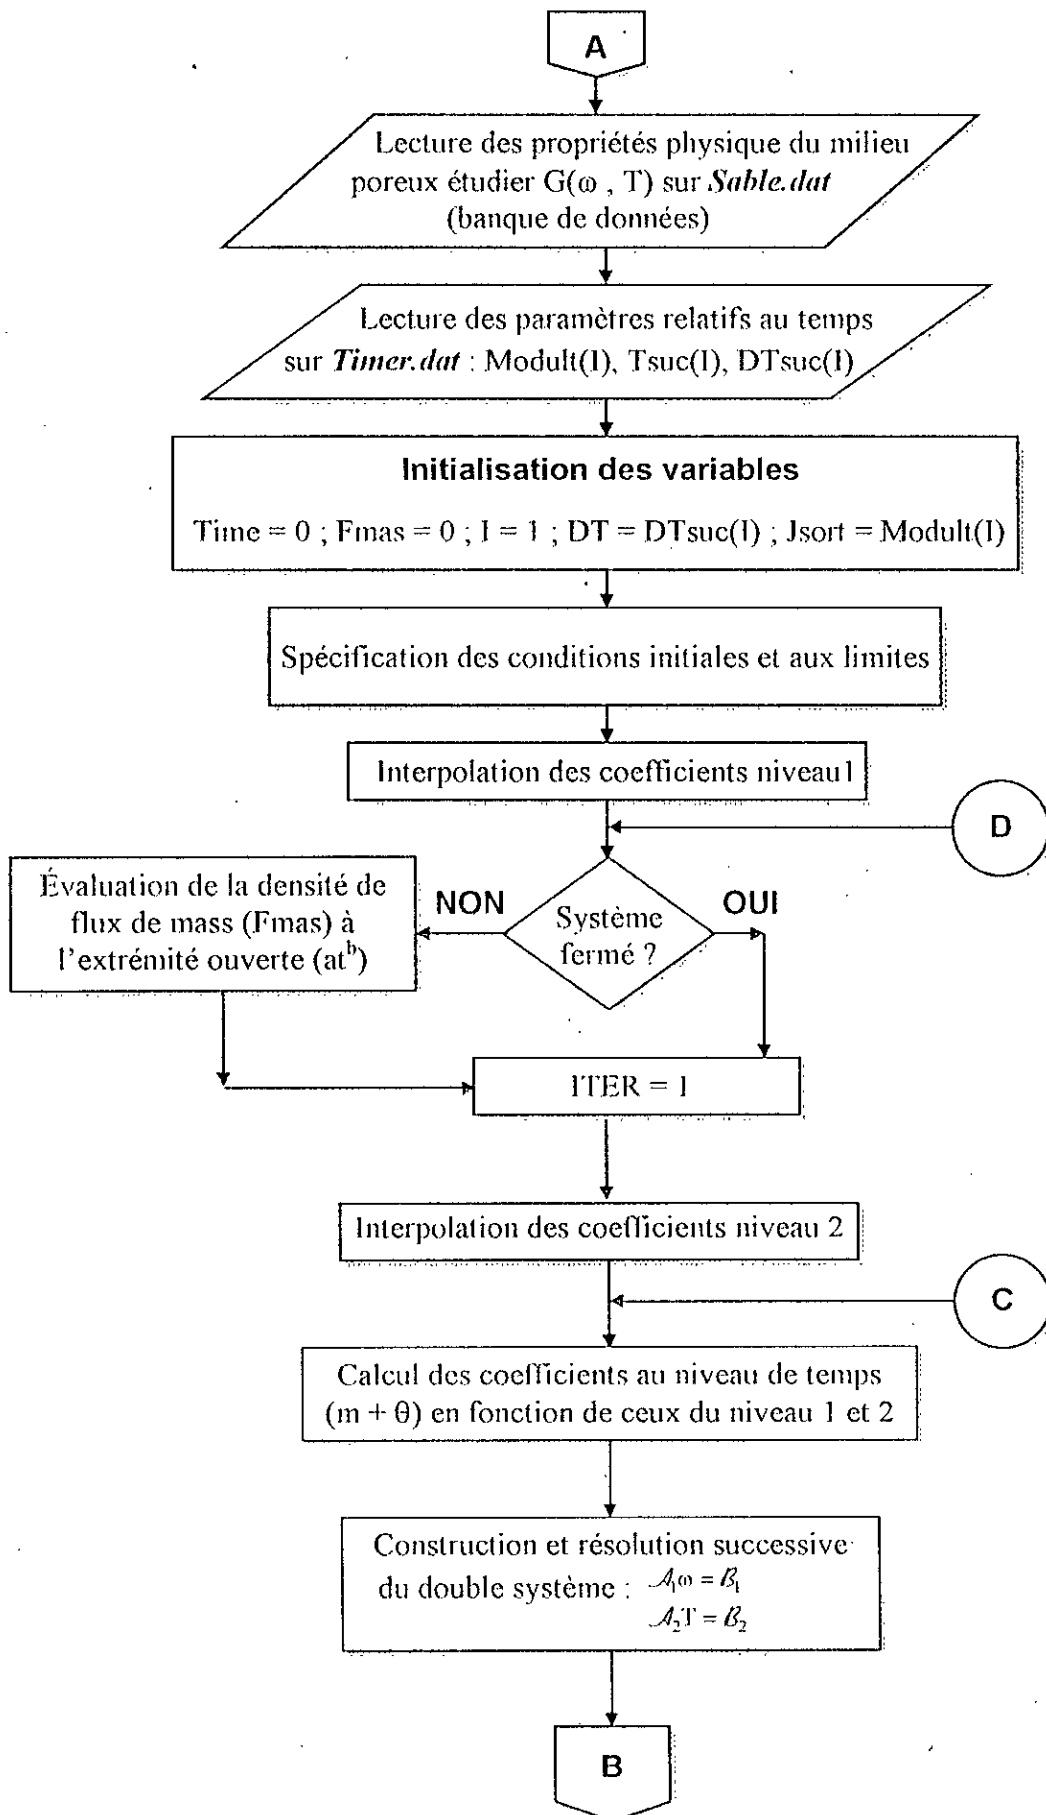 A
Lecture des propriétés physique du milieu
poreux étudier G(ω , T) sur Sable.dat
(banque de données)
Lecture des paramètres relatifs au temps
sur Timer.dat : Modult(I), Tsuc(I), DTsuc(I)
Initialisation des variables
Time = 0 ; Fmas = 0 ; I = 1 ; DT = DTsuc(I) ; Jsort = Modult(I)
Spécification des conditions initiales et aux limites
Interpolation des coefficients niveau1
D
Évaluation de la densité de
flux de mass (Fmas) à
l'extrémité ouverte (atᵇ)
NON
Système
fermé ?
OUI
ITER = 1
Interpolation des coefficients niveau 2
C
Calcul des coefficients au niveau de temps
(m + θ) en fonction de ceux du niveau 1 et 2
Construction et résolution successive
du double système : 𝒜₁ω = ℬ₁
𝒜₂T = ℬ₂
B